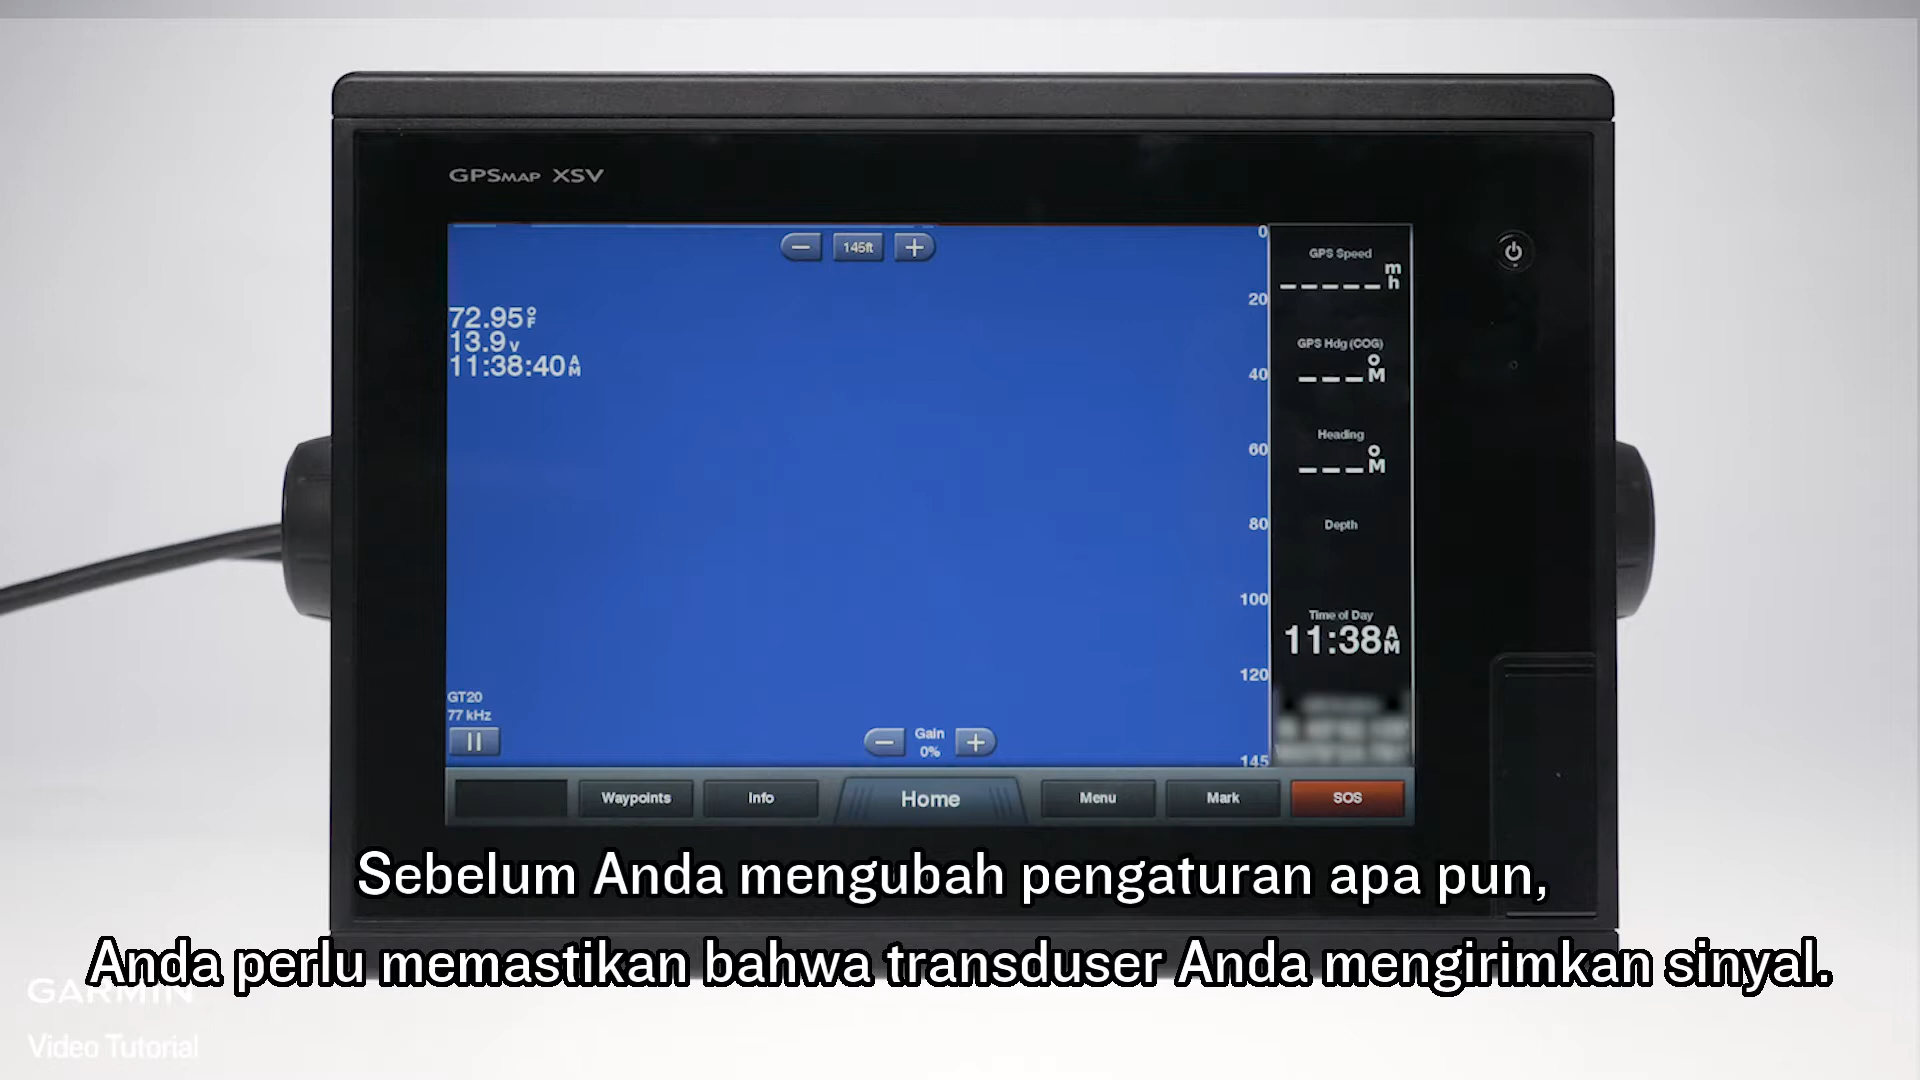 GPSMAP XSV
145ft
0
20
40
60
80
100
120
145
72.95°F
13.9V
11:38:40AM
GT20
77 kHz
Gain
0%
GPS Speed
_____ mh
GPS Hdg (COG)
___°M
Heading
___°M
Depth
Time of Day
11:38AM
Waypoints
Info
Home
Menu
Mark
SOS
Sebelum Anda mengubah pengaturan apa pun,
Anda perlu memastikan bahwa transduser Anda mengirimkan sinyal.
GARMIN
Video Tutorial